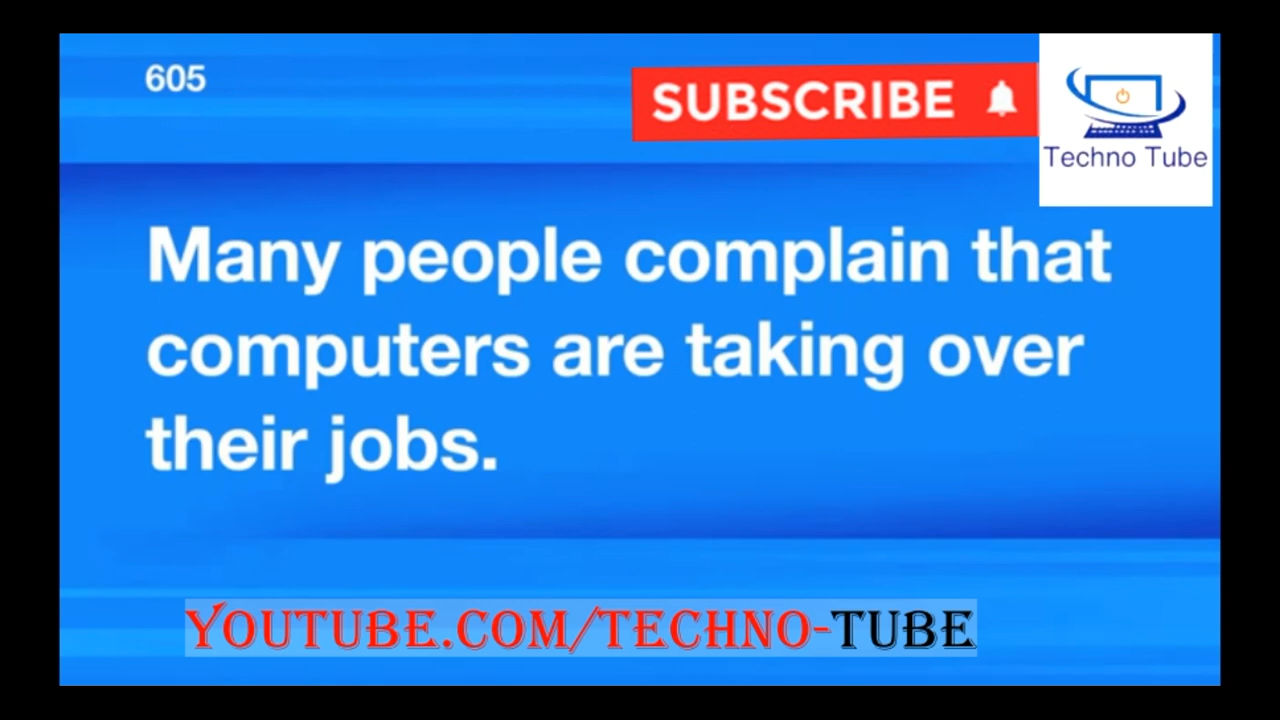 605
SUBSCRIBE
Techno Tube
Many people complain that
computers are taking over
their jobs.
YOUTUBE.COM/TECHNO-TUBE